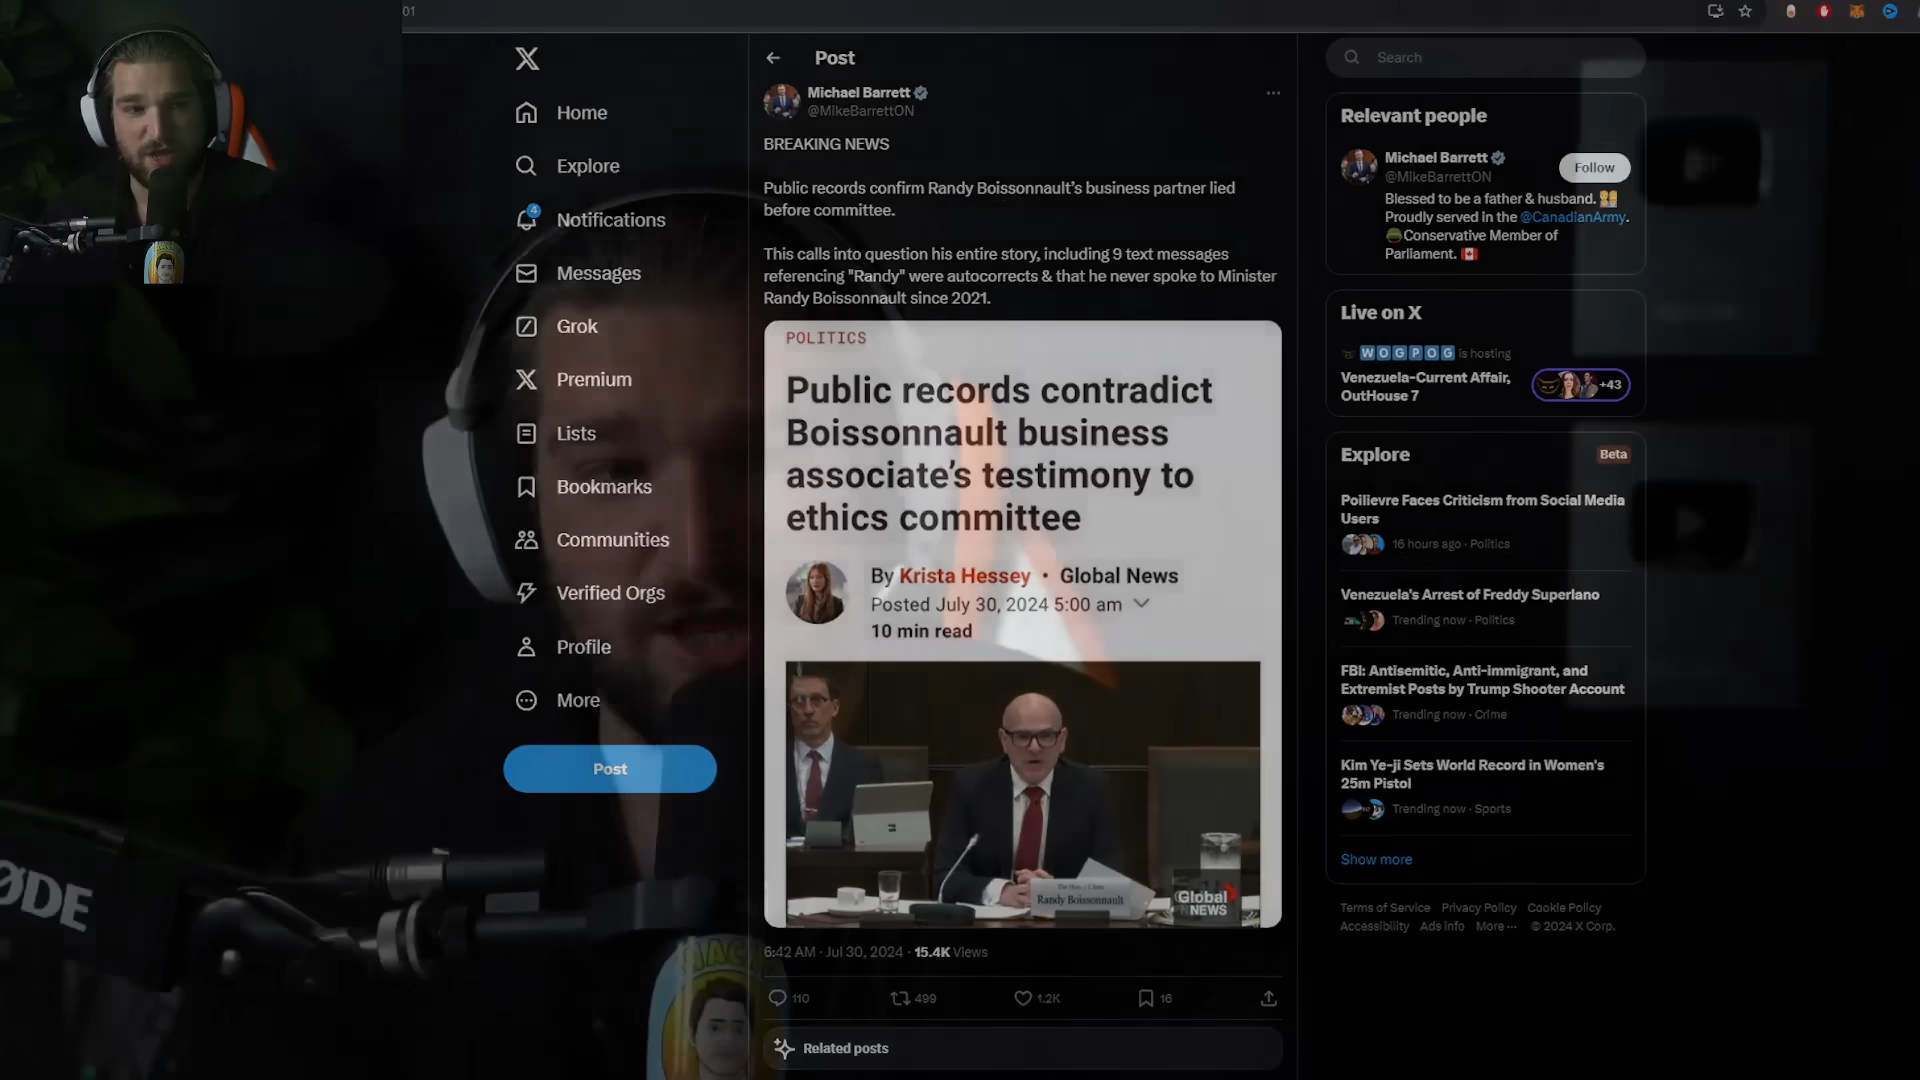 01
Home
Explore
4
Notifications
Messages
Grok
Premium
Lists
Bookmarks
Communities
Verified Orgs
Profile
More
Post
Post
Michael Barrett
@MikeBarrettON
BREAKING NEWS
Public records confirm Randy Boissonnault's business partner lied
before committee.
This calls into question his entire story, including 9 text messages
referencing "Randy" were autocorrects & that he never spoke to Minister
Randy Boissonnault since 2021.
POLITICS
Public records contradict
Boissonnault business
associate's testimony to
ethics committee
By Krista Hessey • Global News
Posted July 30, 2024 5:00 am
10 min read
Randy Boissonnault
Global
NEWS
6:42 AM · Jul 30, 2024 · 15.4K Views
110
499
1.2K
16
Related posts
Search
Relevant people
Michael Barrett
@MikeBarrettON
Follow
Blessed to be a father & husband.
Proudly served in the @CanadianArmy.
Conservative Member of
Parliament.
Live on X
WOGPOG is hosting
Venezuela-Current Affair,
OutHouse 7
+43
Explore
Beta
Poilievre Faces Criticism from Social Media
Users
16 hours ago · Politics
Venezuela's Arrest of Freddy Superlano
Trending now · Politics
FBI: Antisemitic, Anti-immigrant, and
Extremist Posts by Trump Shooter Account
Trending now · Crime
Kim Ye-ji Sets World Record in Women's
25m Pistol
Trending now · Sports
Show more
Terms of Service Privacy Policy Cookie Policy
Accessibility Ads info More ··· © 2024 X Corp.
RØDE